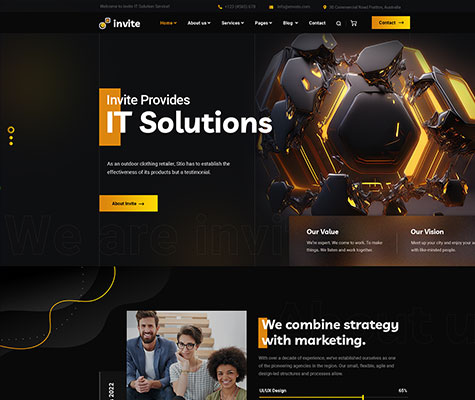 Welcome to Invite IT Solution Service!
+123 (4565) 678
info@envato.com
30 Commercial Road Fratton, Australia
invite
Home
About us
Services
Pages
Blog
Contact
Contact
Invite Provides
IT Solutions
As an outdoor clothing retailer, Stio has to establish the
effectiveness of its products but a testimonial.
About Invite
We are invi
Our Value
We're expert. We come to work. To make
things. We listen and work together.
Our Vision
Meet up your city and enjoy your
with like-minded people.
About u
We combine strategy
with marketing.
With over a decade of experience, we've established ourselves as one
of the pioneering agencies in the region. Our small, flexible, agile and
design-led structures and processes allow.
UI/UX Design
65%
2022